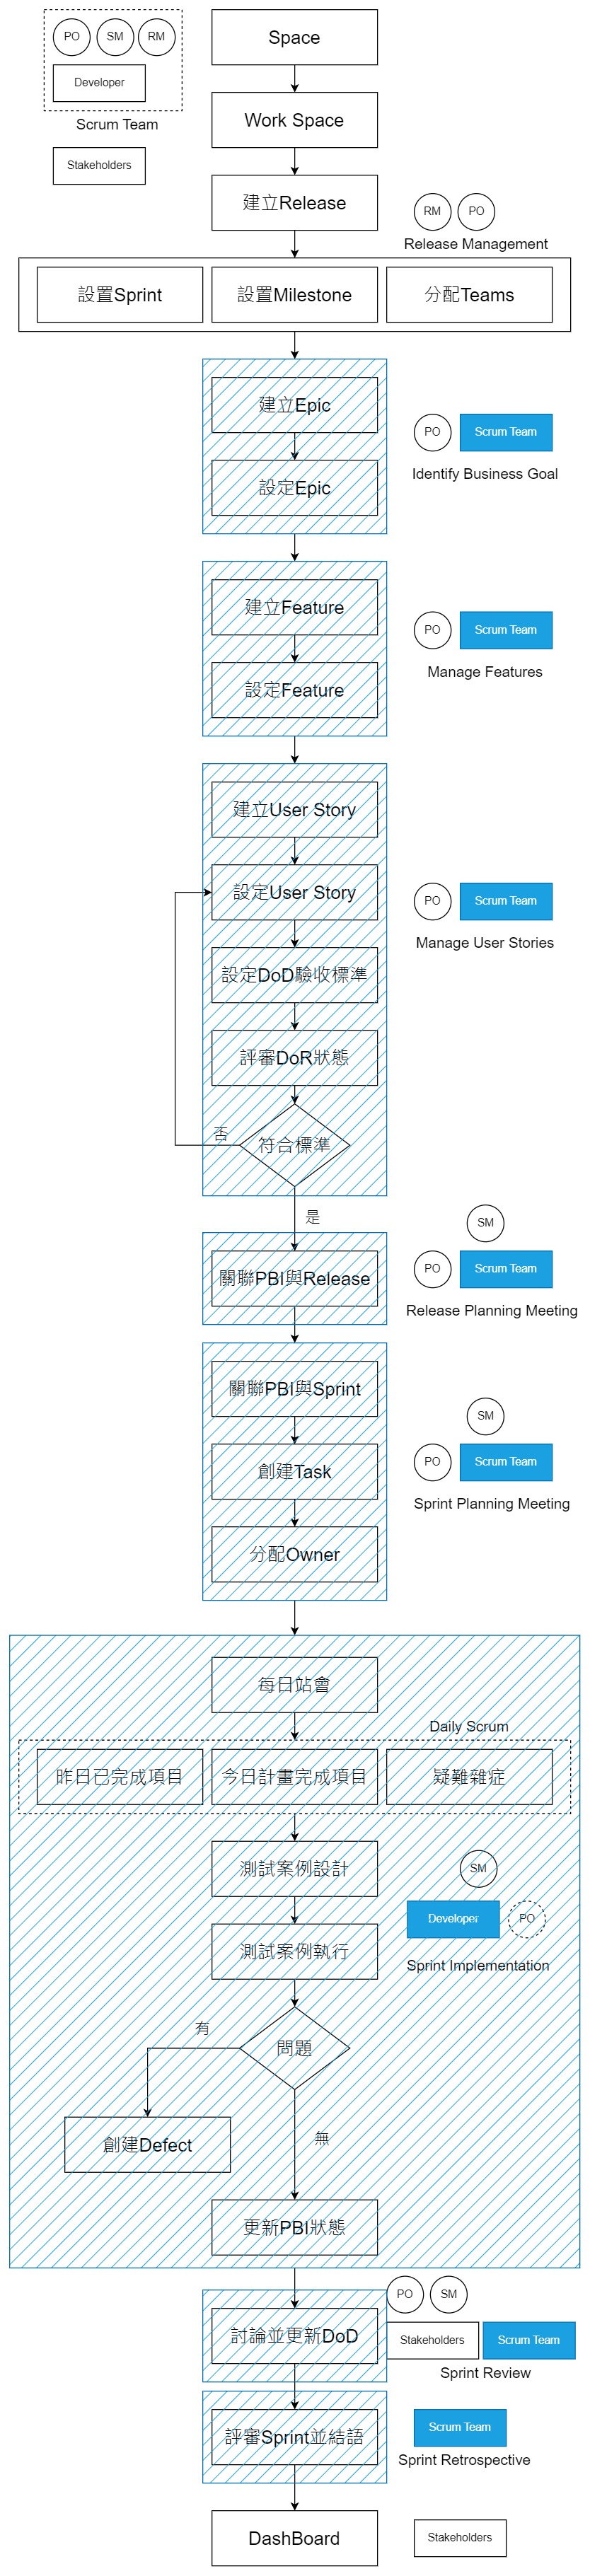 PO
SM
RM
Developer
Scrum Team
Stakeholders
Space
Work Space
建立Release
RM
PO
Release Management
設置Sprint
設置Milestone
分配Teams
建立Epic
設定Epic
PO
Scrum Team
Identify Business Goal
建立Feature
設定Feature
PO
Scrum Team
Manage Features
建立User Story
設定User Story
設定DoD驗收標準
評審DoR狀態
否
符合標準
是
PO
Scrum Team
Manage User Stories
關聯PBI與Release
SM
PO
Scrum Team
Release Planning Meeting
關聯PBI與Sprint
創建Task
分配Owner
SM
PO
Scrum Team
Sprint Planning Meeting
每日站會
Daily Scrum
昨日已完成項目
今日計畫完成項目
疑難雜症
測試案例設計
測試案例執行
SM
Developer
PO
Sprint Implementation
有
問題
創建Defect
無
更新PBI狀態
PO
SM
討論並更新DoD
Stakeholders
Scrum Team
Sprint Review
評審Sprint並結語
Scrum Team
Sprint Retrospective
DashBoard
Stakeholders